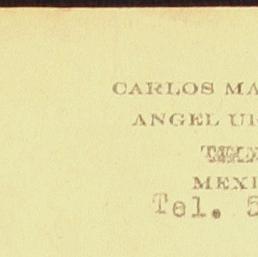 CARLOS MA
ANGEL U
MEXI
Tel. 5